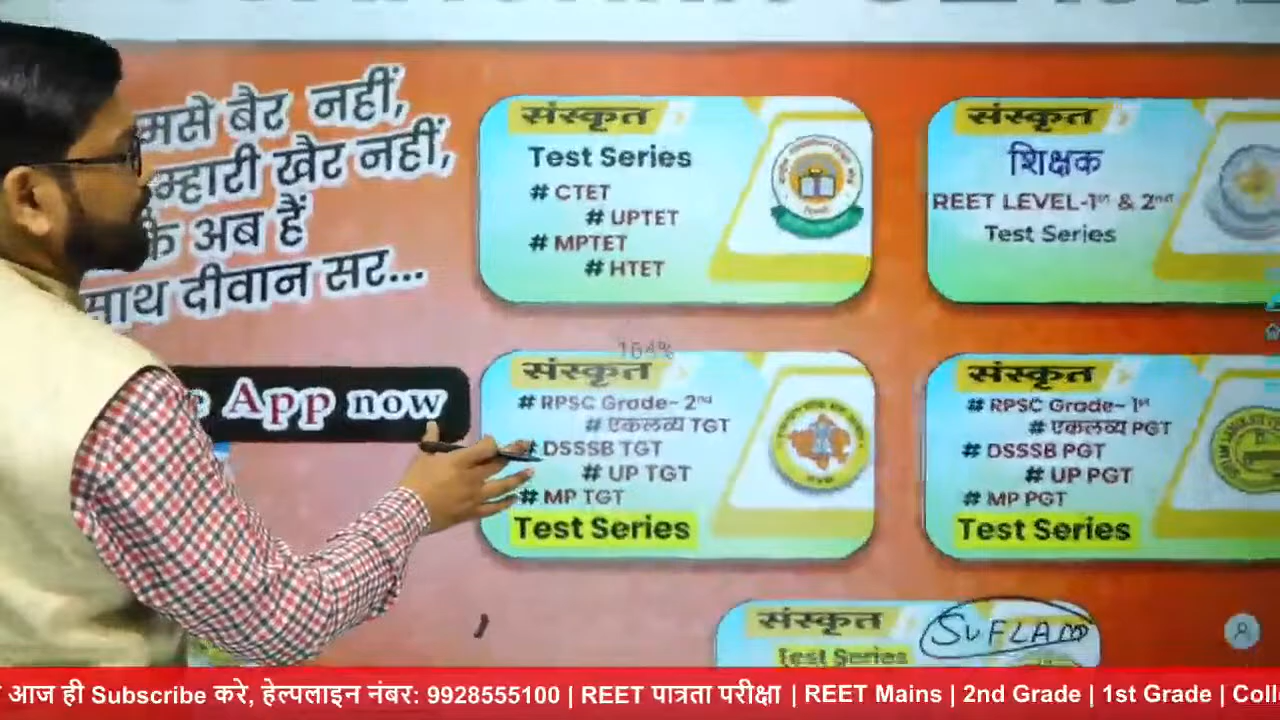 मसे बैर नहीं,
म्हारी खैर नहीं,
के अब हैं
साथ दीवान सर...
App now
संस्कृत
Test Series
# CTET
# UPTET
# MPTET
# HTET
संस्कृत
शिक्षक
REET LEVEL-1st & 2nd
Test Series
164%
संस्कृत
# RPSC Grade- 2nd
# एकलव्य TGT
# DSSSB TGT
# UP TGT
# MP TGT
Test Series
संस्कृत
# RPSC Grade- 1st
# एकलव्य PGT
# DSSSB PGT
# UP PGT
# MP PGT
Test Series
संस्कृत
Test Series
आज ही Subscribe करे, हेल्पलाइन नंबर: 9928555100 | REET पात्रता परीक्षा | REET Mains | 2nd Grade | 1st Grade | Coll